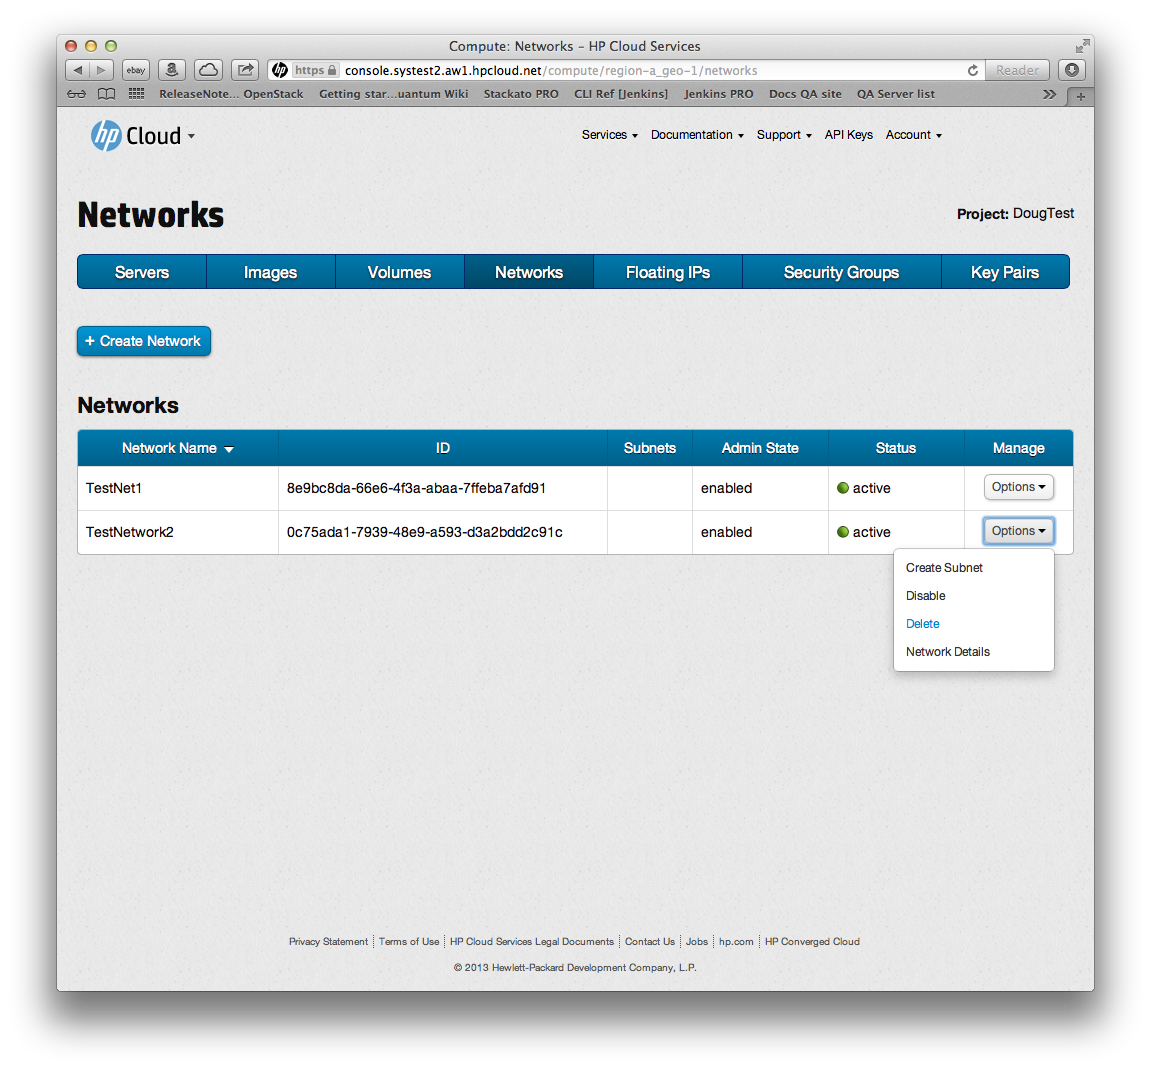 Compute: Networks – HP Cloud Services
ebay a hp https console.systest2.aw1.hpcloud.net/compute/region-a_geo-1/networks Reader
ReleaseNote... OpenStack Getting star...uantum Wiki Stackato PRO CLI Ref [Jenkins] Jenkins PRO Docs QA site QA Server list
hp Cloud Services Documentation Support API Keys Account
Networks Project: DougTest
Servers Images Volumes Networks Floating IPs Security Groups Key Pairs
+ Create Network
Networks
Network Name ID Subnets Admin State Status Manage
TestNet1 8e9bc8da-66e6-4f3a-abaa-7ffeba7afd91 enabled active Options
TestNetwork2 0c75ada1-7939-48e9-a593-d3a2bdd2c91c enabled active Options
Create Subnet
Disable
Delete
Network Details
Privacy Statement Terms of Use HP Cloud Services Legal Documents Contact Us Jobs hp.com HP Converged Cloud
© 2013 Hewlett-Packard Development Company, L.P.